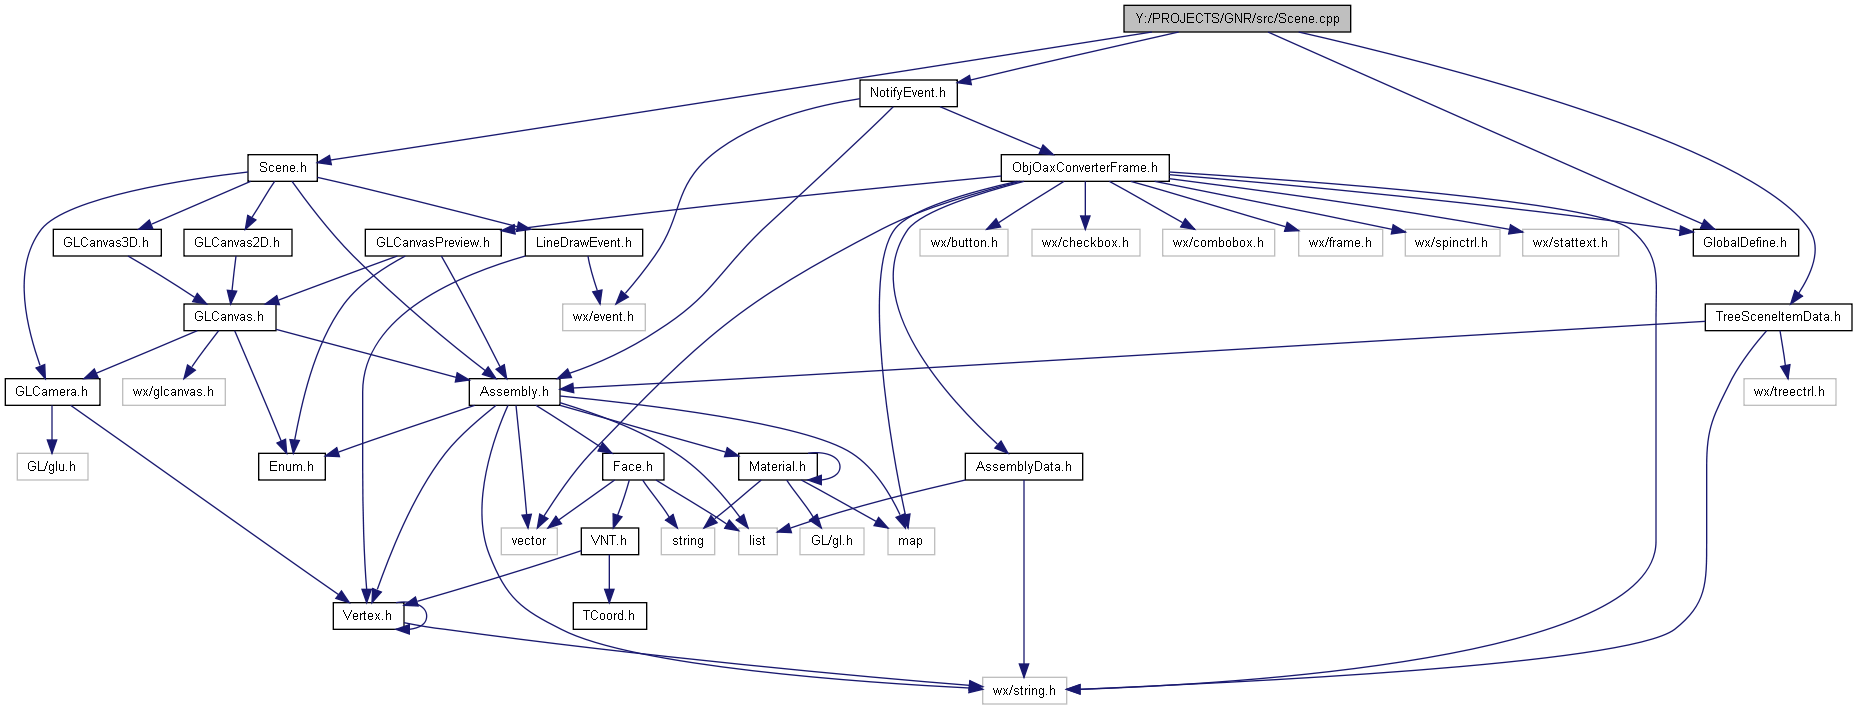 Y:/PROJECTS/GNR/src/Scene.cpp
NotifyEvent.h
Scene.h
ObjOaxConverterFrame.h
GLCanvas3D.h
GLCanvas2D.h
GLCanvasPreview.h
LineDrawEvent.h
wx/button.h
wx/checkbox.h
wx/combobox.h
wx/frame.h
wx/spinctrl.h
wx/stattext.h
GlobalDefine.h
GLCanvas.h
wx/event.h
TreeSceneItemData.h
GLCamera.h
wx/glcanvas.h
Assembly.h
wx/treectrl.h
GL/glu.h
Enum.h
Face.h
Material.h
AssemblyData.h
vector
VNT.h
string
list
GL/gl.h
map
Vertex.h
TCoord.h
wx/string.h